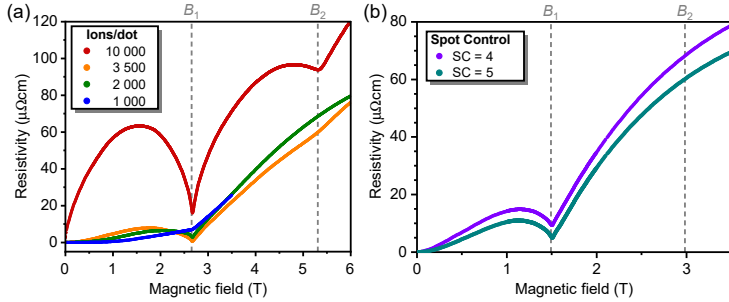 (a)
B1
B2
Ions/dot
10 000
3 500
2 000
1 000
120
100
80
60
40
20
0
Resistivity (μΩcm)
0
1
2
3
4
5
6
Magnetic field (T)
(b)
B1
B2
Spot Control
SC = 4
SC = 5
80
60
40
20
0
Resistivity (μΩcm)
0
1
2
3
Magnetic field (T)